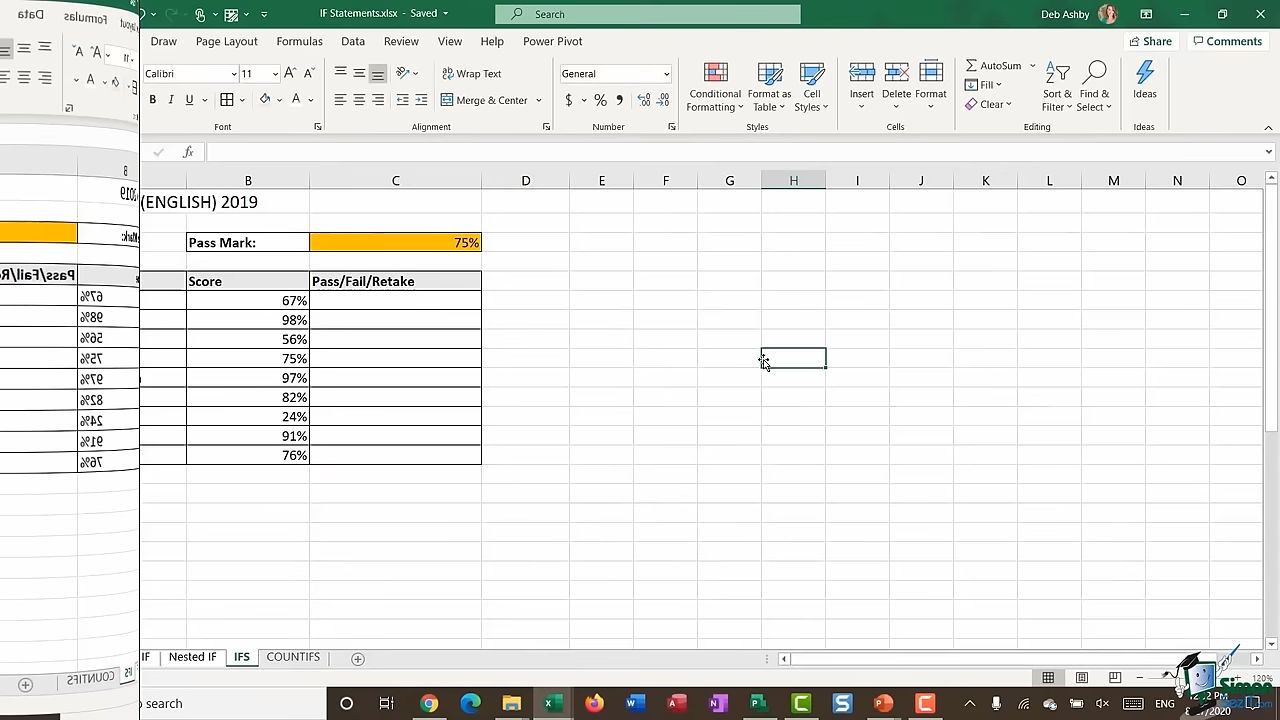 IF Statements.xlsx - Saved
Search
Deb Ashby
Data
Formulas
Draw Page Layout Formulas Data Review View Help Power Pivot
Share Comments
Calibri 11 Wrap Text General
AutoSum
Fill
Clear
B I U Merge & Center
Conditional Formatting
Format as Table
Cell Styles
Insert Delete Format
Sort & Filter
Find & Select
Ideas
Font Alignment Number Styles Cells Editing Ideas
fx
B C D E F G H I J K L M N O
(ENGLISH) 2019
Pass Mark: 75%
Score Pass/Fail/Retake
67%
98%
56%
75%
97%
82%
24%
91%
76%
Pass/Fail/R
67%
98%
56%
75%
97%
82%
24%
91%
76%
IF Nested IF IFS COUNTIFS
COUNTIFS
120%
search
ENG